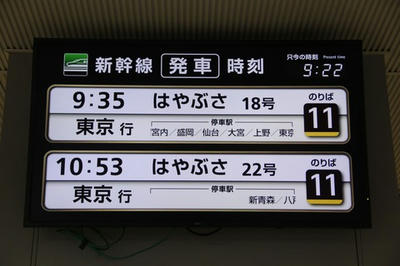 新幹線 発車 時刻 只今の時刻 Present time
9:22
9:35 はやぶさ 18号 のりば
東京 行 停車駅 11
宮内／盛岡／仙台／大宮／上野／東京
10:53 はやぶさ 22号 のりば
東京 行 停車駅 11
新青森／八戸